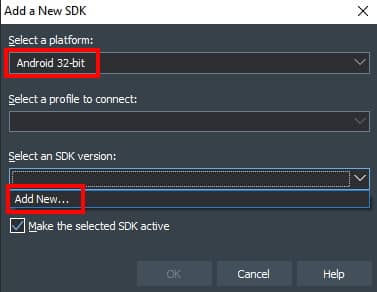 Add a New SDK
Select a platform:
Android 32-bit
Select a profile to connect:
Select an SDK version:
Add New...
Make the selected SDK active
OK Cancel Help